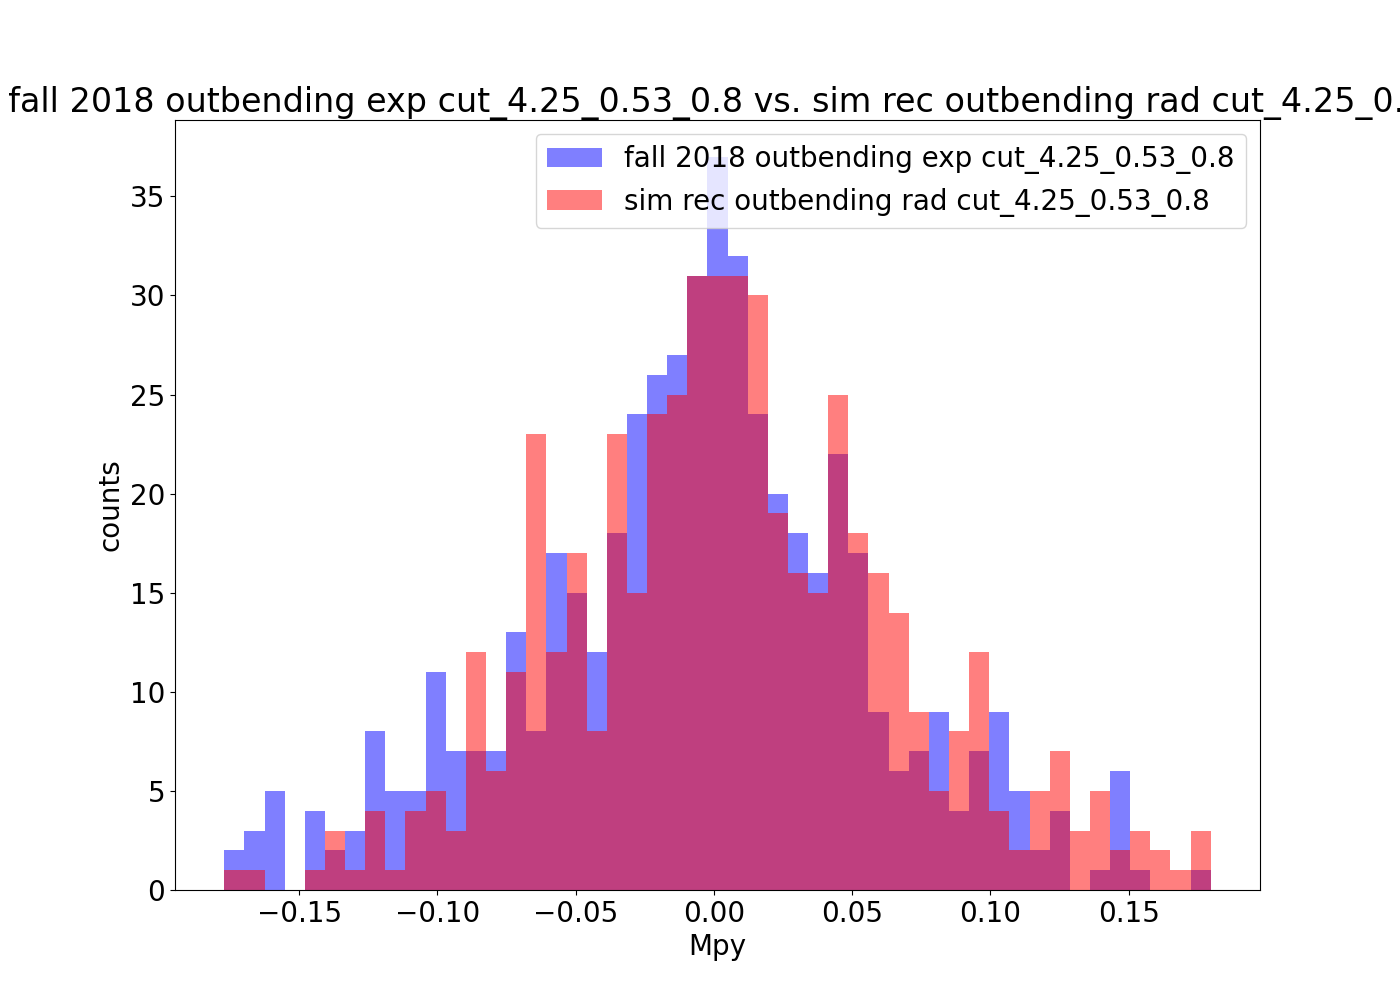 fall 2018 outbending exp cut_4.25_0.53_0.8 vs. sim rec outbending rad cut_4.25_0.
fall 2018 outbending exp cut_4.25_0.53_0.8
sim rec outbending rad cut_4.25_0.53_0.8
35
30
25
20
15
10
5
0
counts
−0.15 −0.10 −0.05 0.00 0.05 0.10 0.15
Mpy